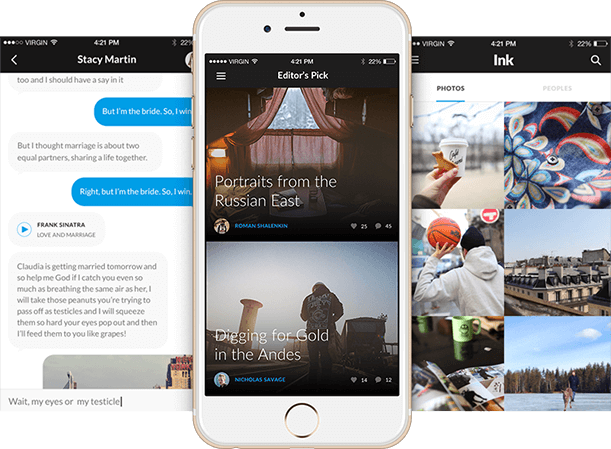 ●●●○○ VIRGIN 4:21 PM
Stacy Martin
too and I should have a say in it
But I'm the bride. So, I win
But I thought marriage is about two
equal partners, sharing a life together.
Right, but I'm the bride. So, I win.
FRANK SINATRA
LOVE AND MARRIAGE
Claudia is getting married tomorrow and
so help me God if I catch you even so
much as breathing the same air as her, I
will take those peanuts you're trying to
pass off as testicles and I will squeeze
them so hard your eyes pop out and then
I'll feed them to you like grapes!
Wait, my eyes or my testicle
●●●●● VIRGIN 4:21 PM 22%
Editor's Pick
Portraits from the
Russian East
ROMAN SHALENKIN 25 45
Digging for Gold
in the Andes
NICHOLAS SAVAGE 14 12
VIRGIN 4:21 PM 22%
Ink
PHOTOS PEOPLES